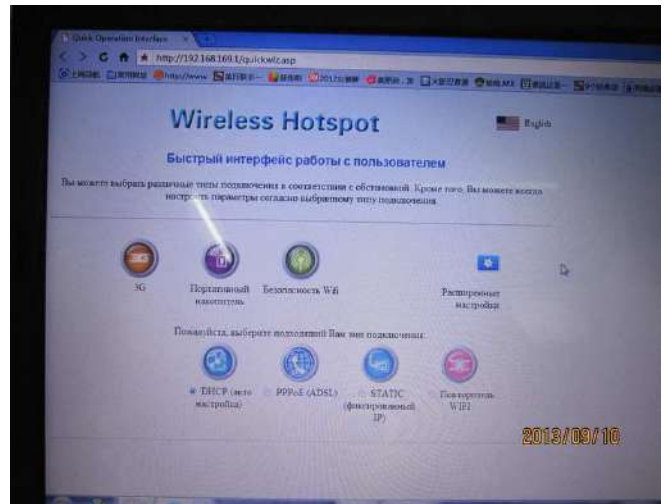 Quick Operation Interface
http://192.168.169.1/quickwlz.asp
Wireless Hotspot
English
Быстрый интерфейс работы с пользователем
Вы можете выбрать различные типы подключения в соответствии с обстановкой. Кроме того, Вы можете всегда
настроить параметры согласно выбранному типу подключения.
3G
Портативный
накопитель
Безопасность Wifi
Расширенные
настройки
Пожалуйста, выберите подходящий Вам тип подключения:
DHCP (авто
настройка)
PPPoE (ADSL)
STATIC
(фиксированный
IP)
Повторитель
WIFI
2013/09/10